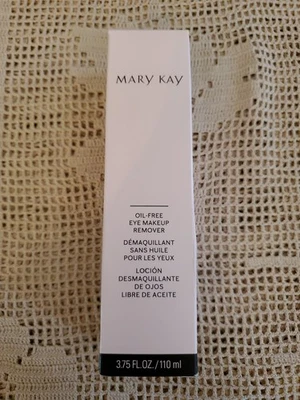 MARY KAY
OIL-FREE
EYE MAKEUP
REMOVER
DÉMAQUILLANT
SANS HUILE
POUR LES YEUX
LOCIÓN
DESMAQUILLANTE
DE OJOS
LIBRE DE ACEITE
3.75 FL.OZ./110 ml